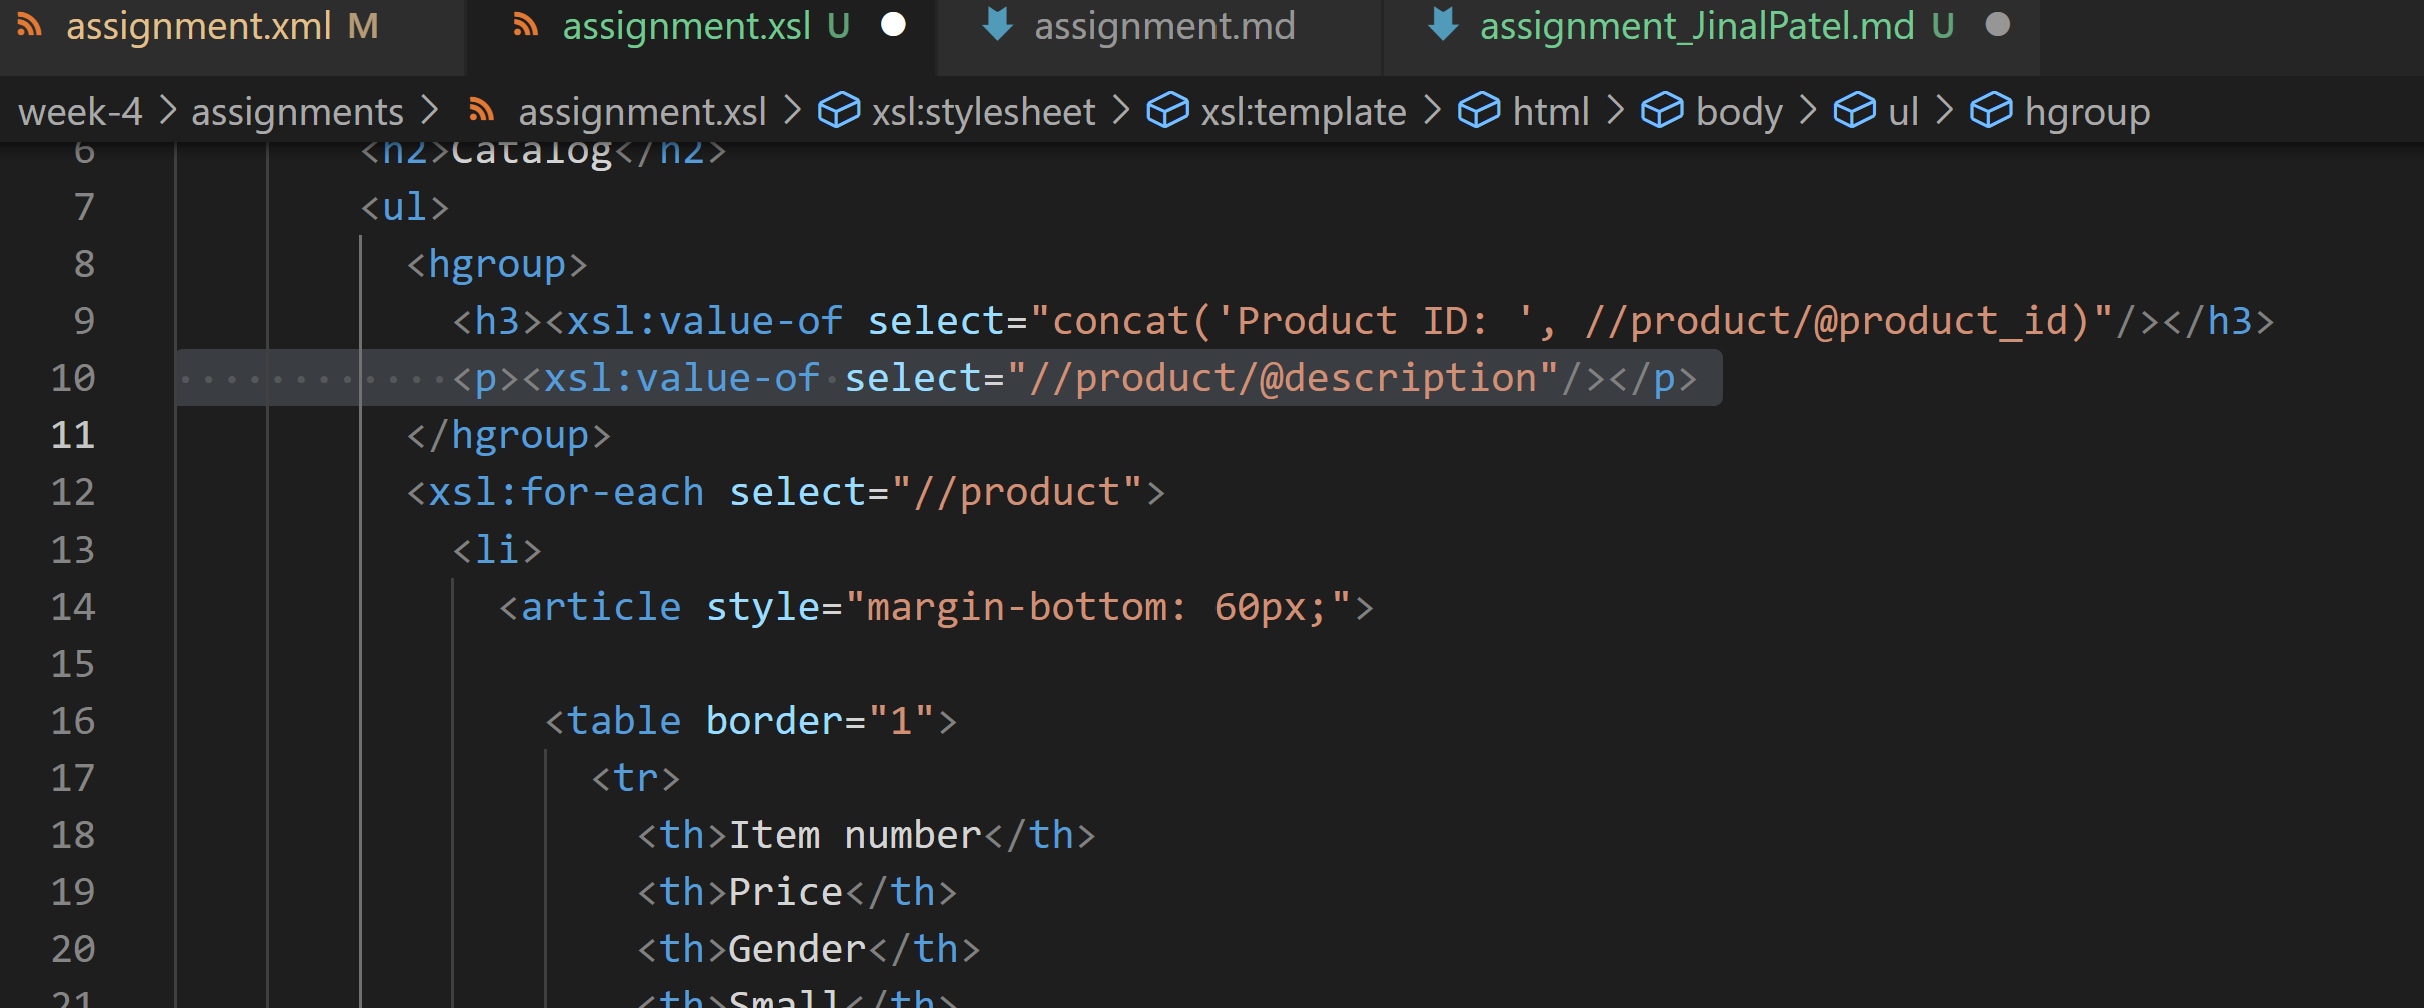 assignment.xml M assignment.xsl U assignment.md assignment_JinalPatel.md U
week-4 > assignments > assignment.xsl > xsl:stylesheet > xsl:template > html > body > ul > hgroup
6 <h2>Catalog</h2>
7 <ul>
8 <hgroup>
9 <h3><xsl:value-of select="concat('Product ID: ', //product/@product_id)"/></h3>
10 <p><xsl:value-of select="//product/@description"/></p>
11 </hgroup>
12 <xsl:for-each select="//product">
13 <li>
14 <article style="margin-bottom: 60px;">
15
16 <table border="1">
17 <tr>
18 <th>Item number</th>
19 <th>Price</th>
20 <th>Gender</th>
21 <th>Small</th>